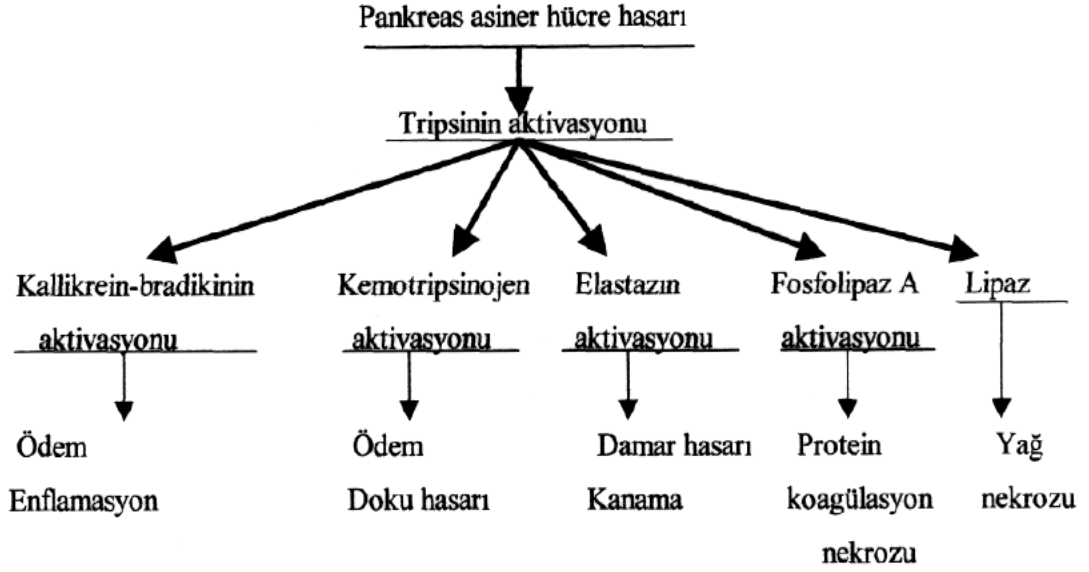 Pankreas asiner hücre hasarı
Tripsinin aktivasyonu
Kallikrein-bradikinin
aktivasyonu
Kemotripsinojen
aktivasyonu
Elastazın
aktivasyonu
Fosfolipaz A
aktivasyonu
Lipaz
Ödem
Enflamasyon
Ödem
Doku hasarı
Damar hasarı
Kanama
Protein
koagülasyon
nekrozu
Yağ
nekrozu